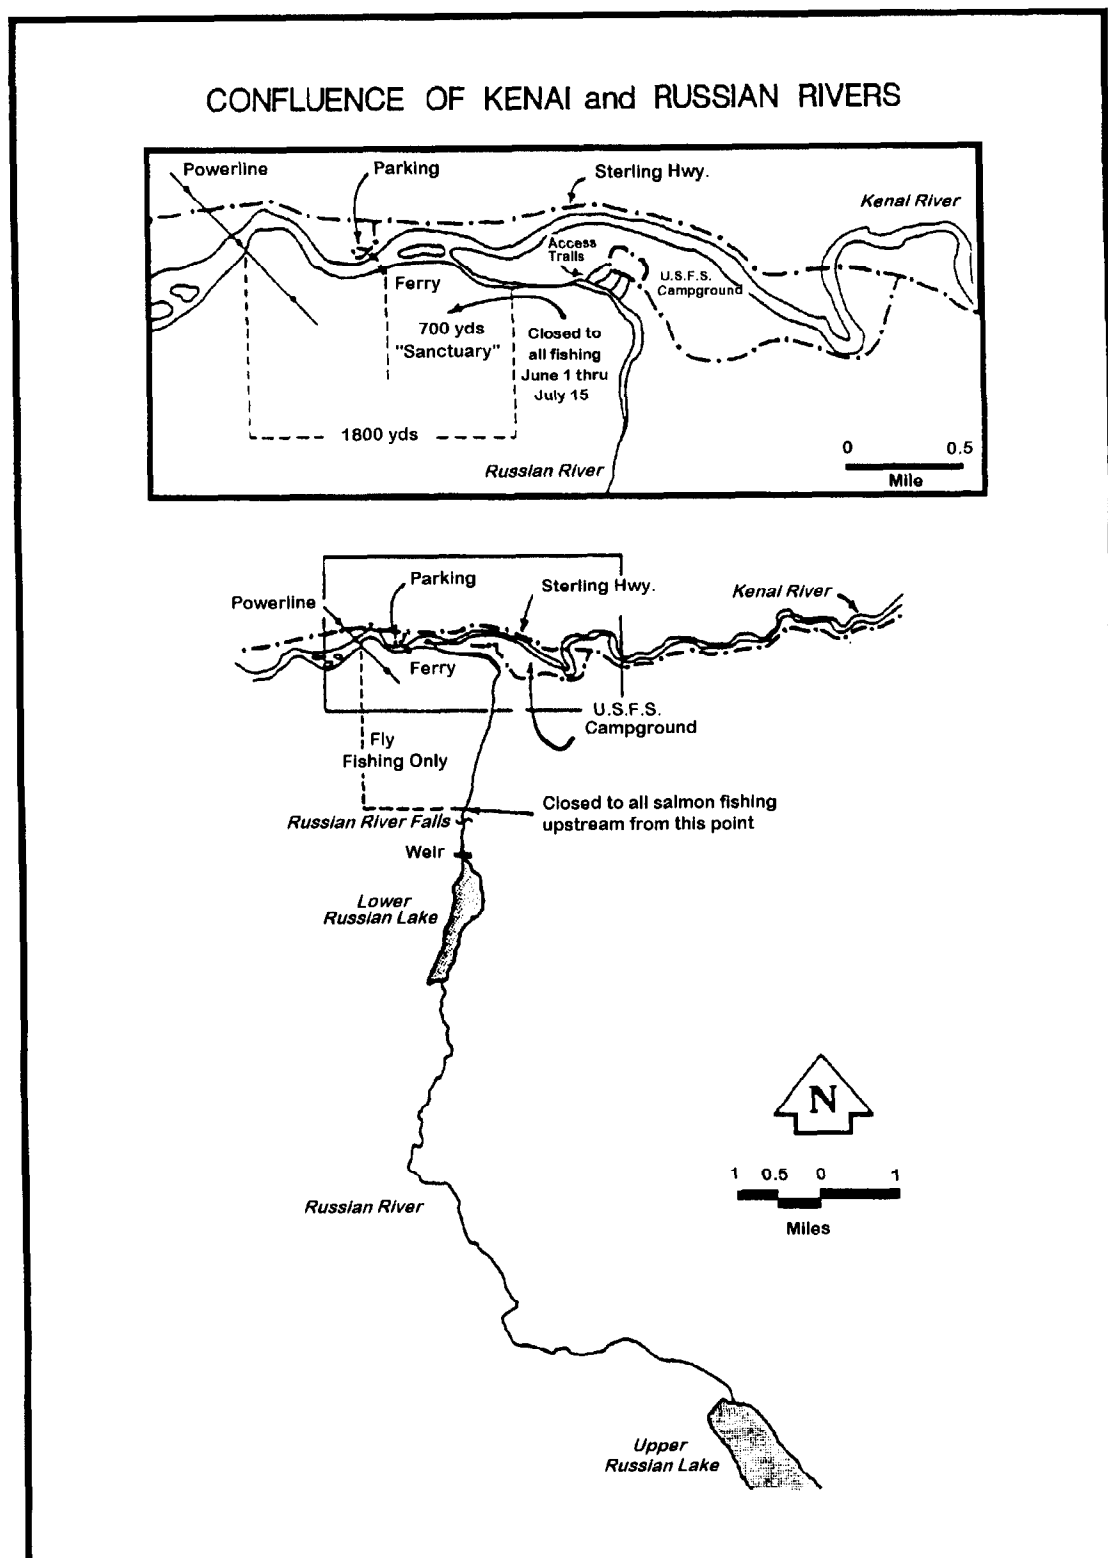 CONFLUENCE OF KENAI and RUSSIAN RIVERS
Powerline
Parking
Sterling Hwy.
Kenai River
Access
Trails
U.S.F.S.
Campground
Ferry
700 yds
"Sanctuary"
Closed to
all fishing
June 1 thru
July 15
1800 yds
Russian River
0 0.5
Mile
Parking
Sterling Hwy.
Kenai River
Powerline
Ferry
U.S.F.S.
Campground
Fly
Fishing Only
Closed to all salmon fishing
upstream from this point
Russian River Falls
Weir
Lower
Russian Lake
N
1 0.5 0 1
Miles
Russian River
Upper
Russian Lake